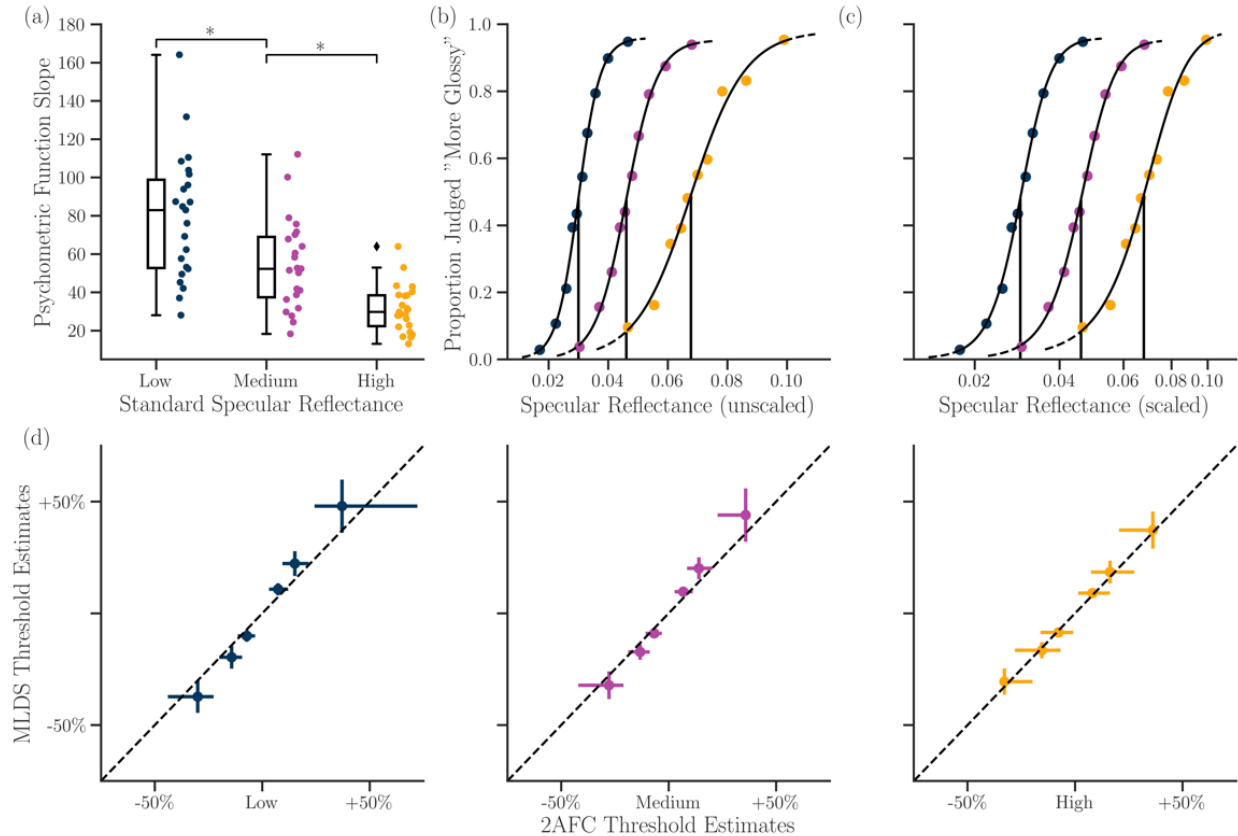 (a)
180
160
140
120
100
80
60
40
20
Psychometric Function Slope
*
*
Low
Medium
High
Standard Specular Reflectance
(b)
1.0
0.8
0.6
0.4
0.2
0.0
Proportion Judged "More Glossy"
0.02
0.04
0.06
0.08
0.10
Specular Reflectance (unscaled)
(c)
0.02
0.04
0.06
0.08
0.10
Specular Reflectance (scaled)
(d)
MLDS Threshold Estimates
+50%
-50%
-50%
Low
+50%
-50%
Medium
+50%
-50%
High
+50%
2AFC Threshold Estimates